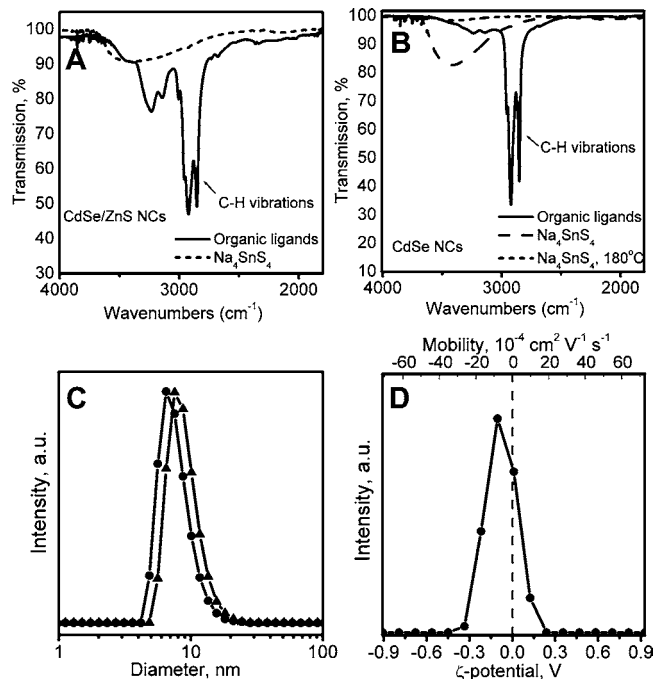 A
Transmission, %
100
90
80
70
60
50
40
30
C-H vibrations
CdSe/ZnS NCs
Organic ligands
Na₄SnS₄
4000 3000 2000
Wavenumbers (cm⁻¹)
B
Transmission, %
100
90
80
70
60
50
40
30
20
10
C-H vibrations
Organic ligands
Na₄SnS₄
CdSe NCs
Na₄SnS₄, 180°C
4000 3000 2000
Wavenumbers (cm⁻¹)
C
Intensity, a.u.
1 10 100
Diameter, nm
Mobility, 10⁻⁴ cm² V⁻¹ s⁻¹
-60 -40 -20 0 20 40 60
D
Intensity, a.u.
-0.9 -0.6 -0.3 0.0 0.3 0.6 0.9
ζ-potential, V